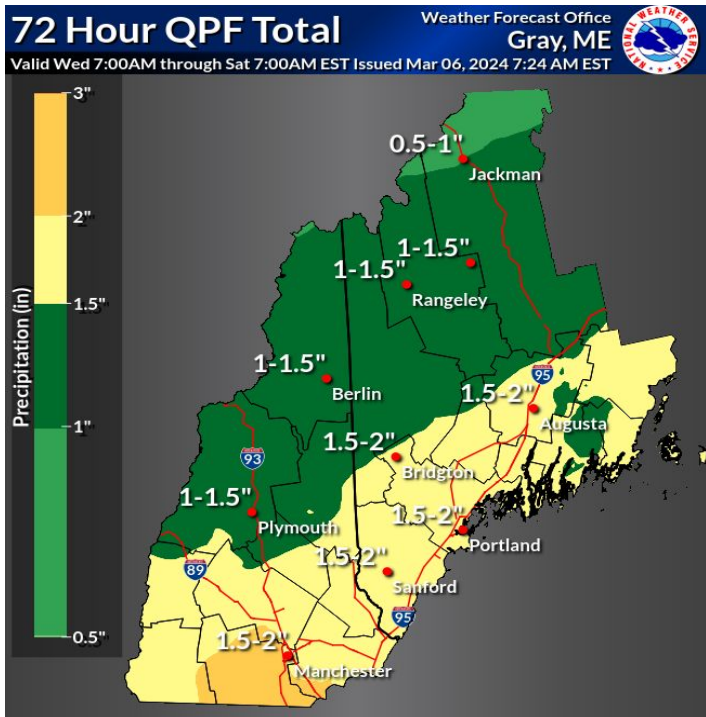 72 Hour QPF Total
Weather Forecast Office
Gray, ME
Valid Wed 7:00AM through Sat 7:00AM EST Issued Mar 06, 2024 7:24 AM EST
NATIONAL WEATHER SERVICE
Precipitation (in)
3"
2"
1.5"
1"
0.5"
0.5-1"
Jackman
1-1.5"
1-1.5"
Rangeley
1-1.5"
Berlin
95
1.5-2"
Augusta
1.5-2"
Bridgton
93
1-1.5"
Plymouth
1.5-2"
Portland
89
1.5-2"
Sanford
95
1.5-2"
Manchester